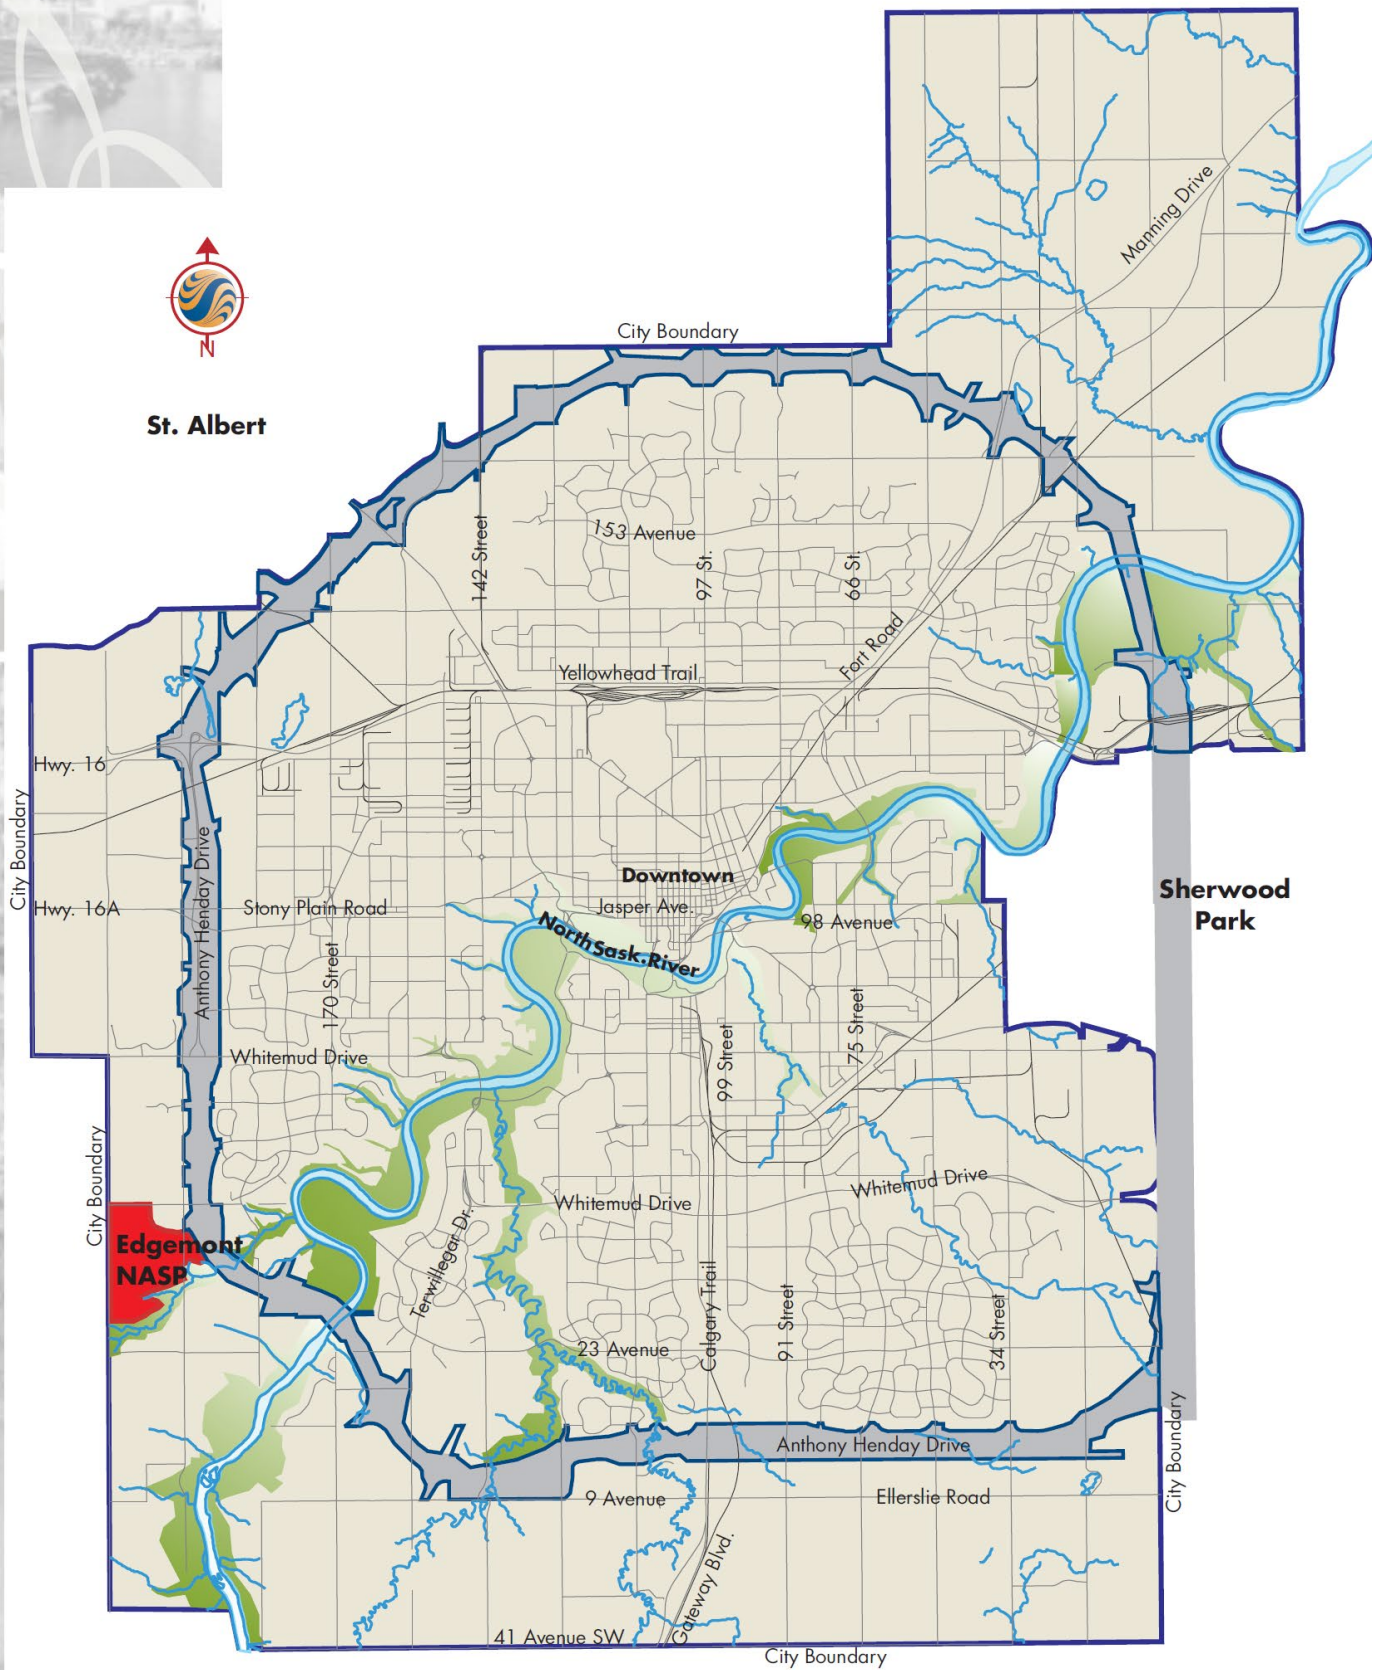 Manning Drive
City Boundary
N
St. Albert
153 Avenue
142 Street
97 St.
66 St.
Fort Road
Yellowhead Trail
Hwy. 16
City Boundary
Anthony Henday Drive
Downtown
Sherwood
Park
Hwy. 16A
Stony Plain Road
Jasper Ave.
98 Avenue
North Sask. River
170 Street
75 Street
99 Street
Whitemud Drive
City Boundary
Whitemud Drive
Whitemud Drive
Edgemont
NASP
Terwillegar Dr.
Calgary Trail
91 Street
34 Street
23 Avenue
City Boundary
Anthony Henday Drive
9 Avenue
Ellerslie Road
Gateway Blvd.
41 Avenue SW
City Boundary